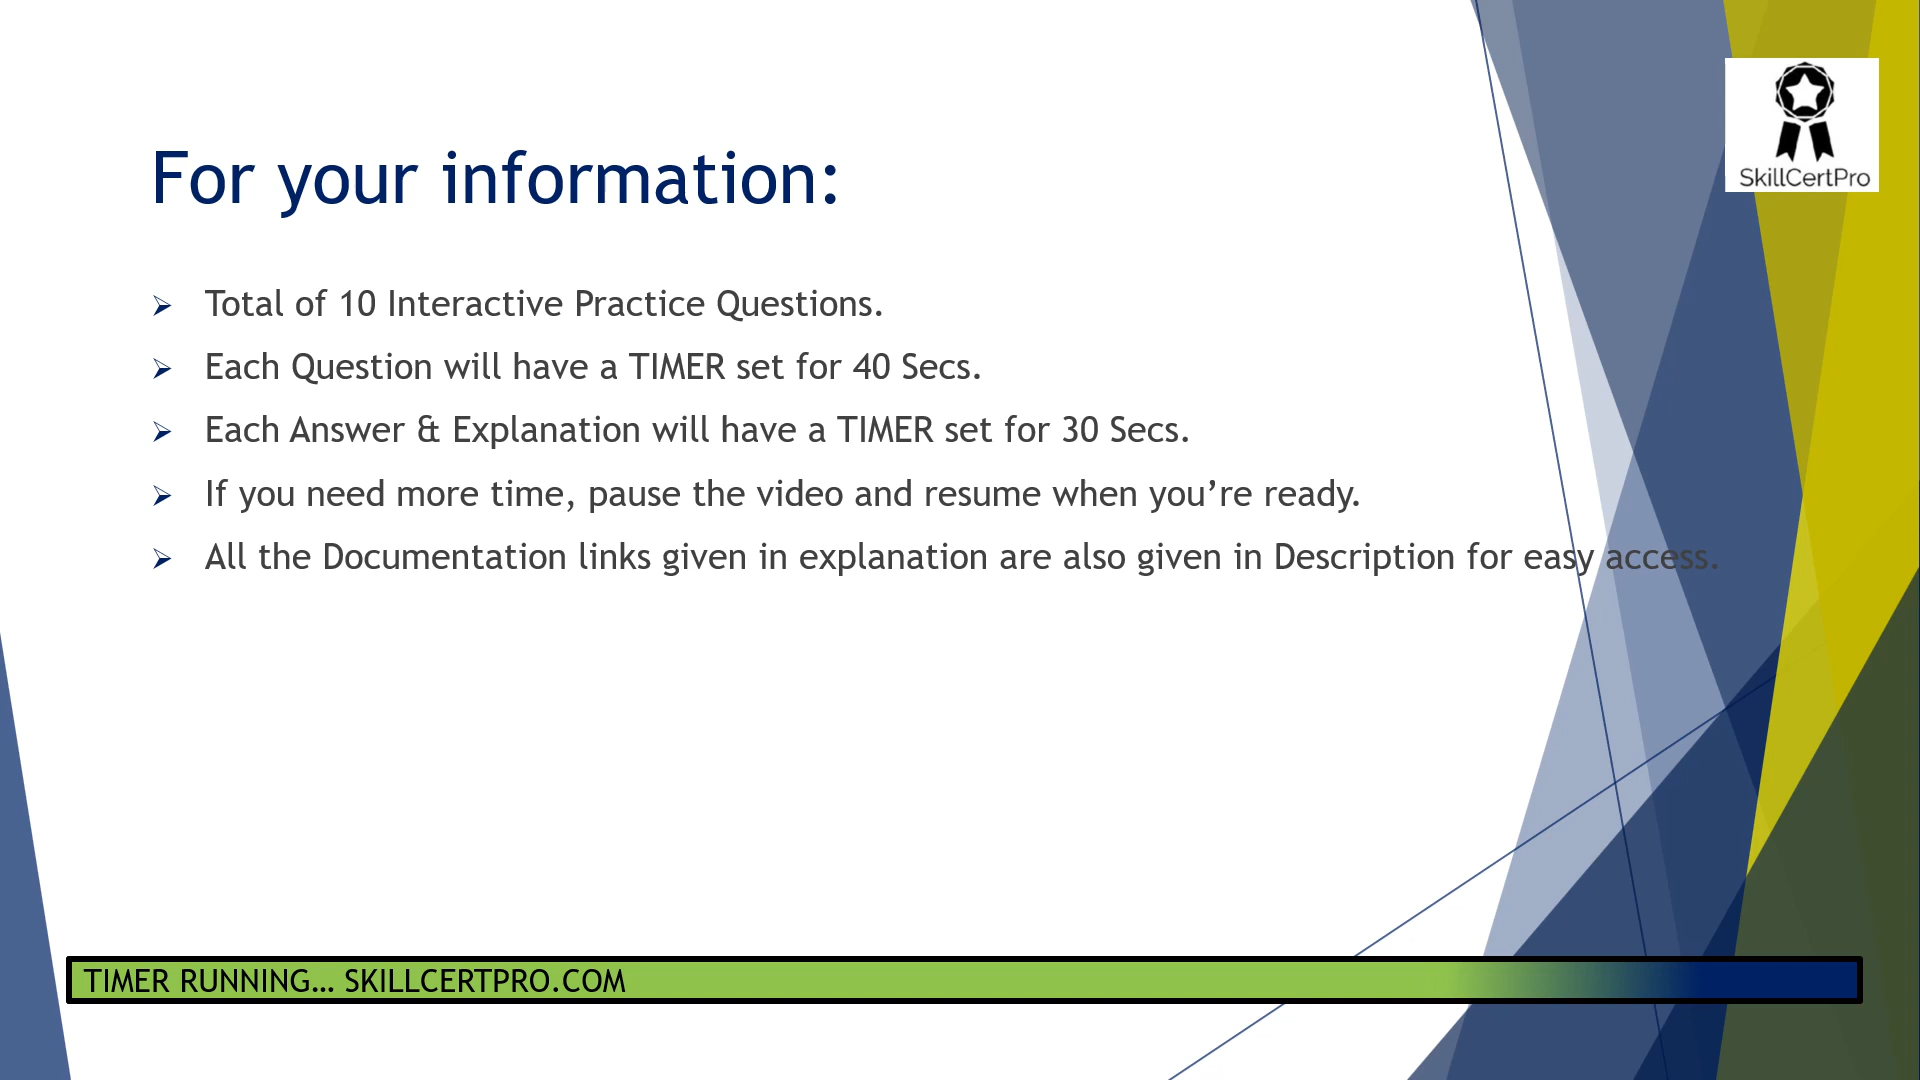 SkillCertPro
For your information:
Total of 10 Interactive Practice Questions.
Each Question will have a TIMER set for 40 Secs.
Each Answer & Explanation will have a TIMER set for 30 Secs.
If you need more time, pause the video and resume when you’re ready.
All the Documentation links given in explanation are also given in Description for easy access.
TIMER RUNNING… SKILLCERTPRO.COM